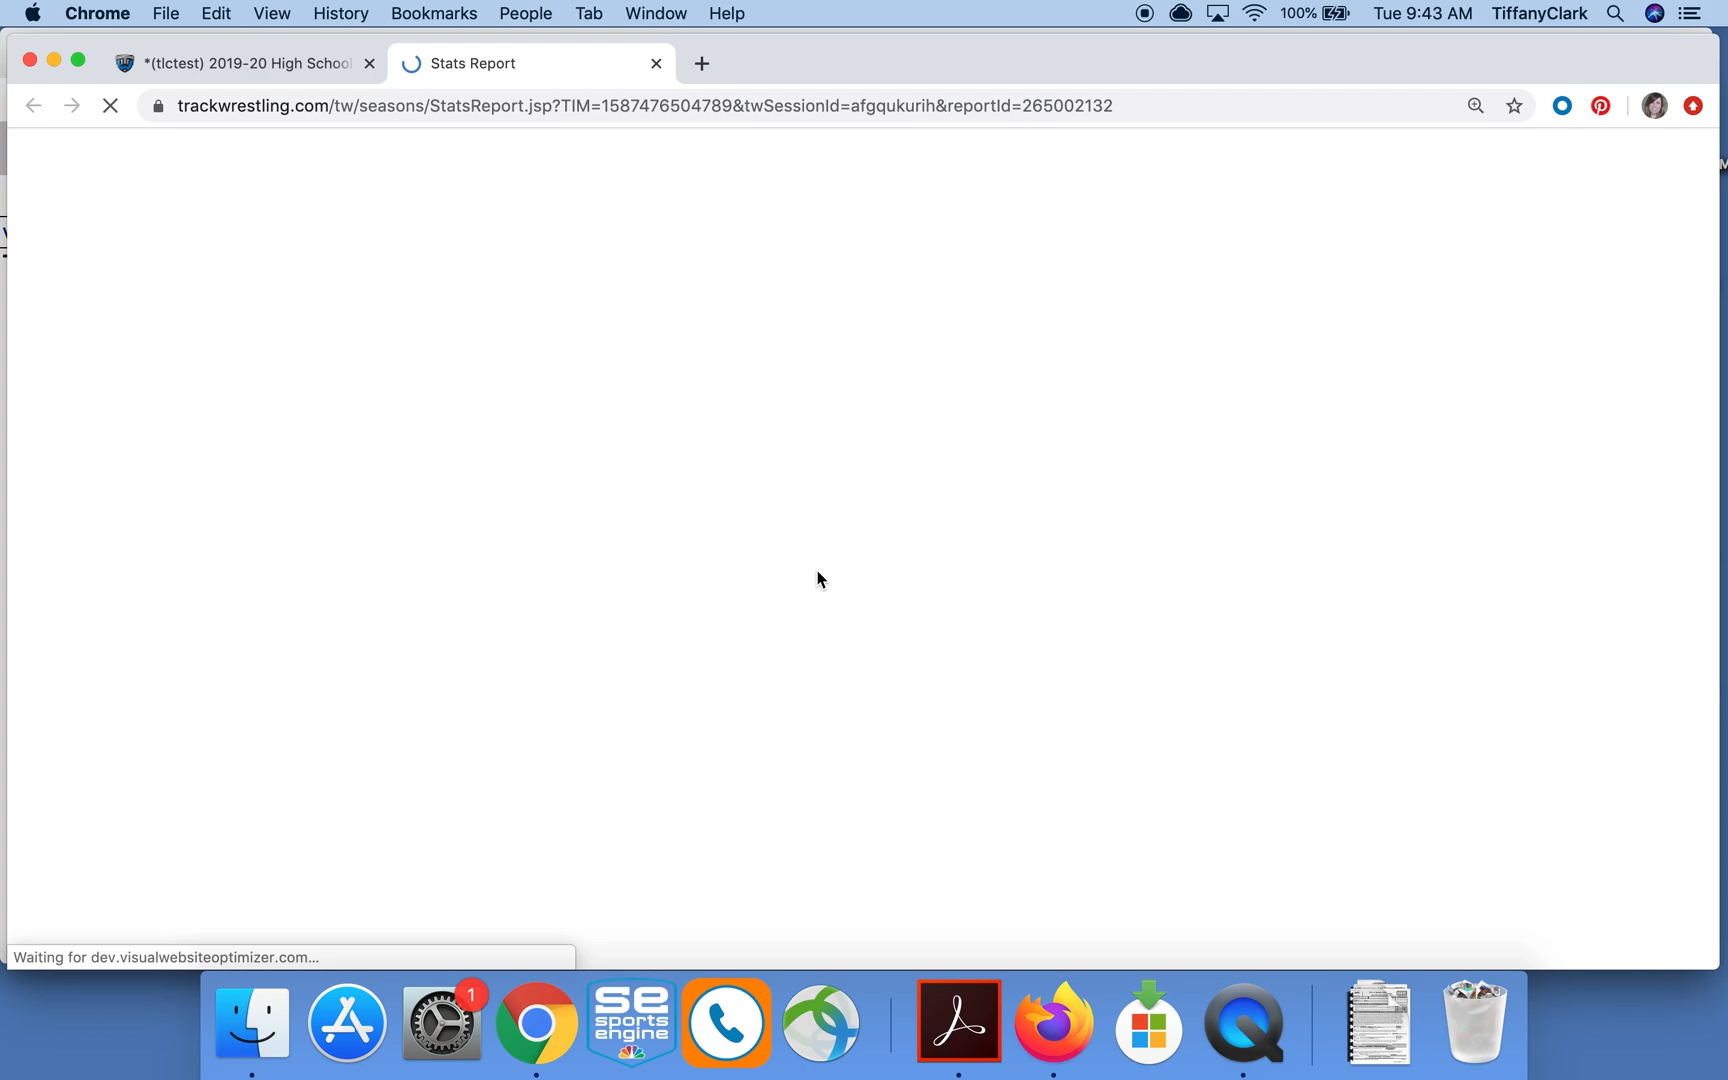 Chrome File Edit View History Bookmarks People Tab Window Help 100% Tue 9:43 AM TiffanyClark
*(tlctest) 2019-20 High School Stats Report
trackwrestling.com/tw/seasons/StatsReport.jsp?TIM=1587476504789&twSessionId=afgqukurih&reportId=265002132
Waiting for dev.visualwebsiteoptimizer.com...
1
se
sports
engine